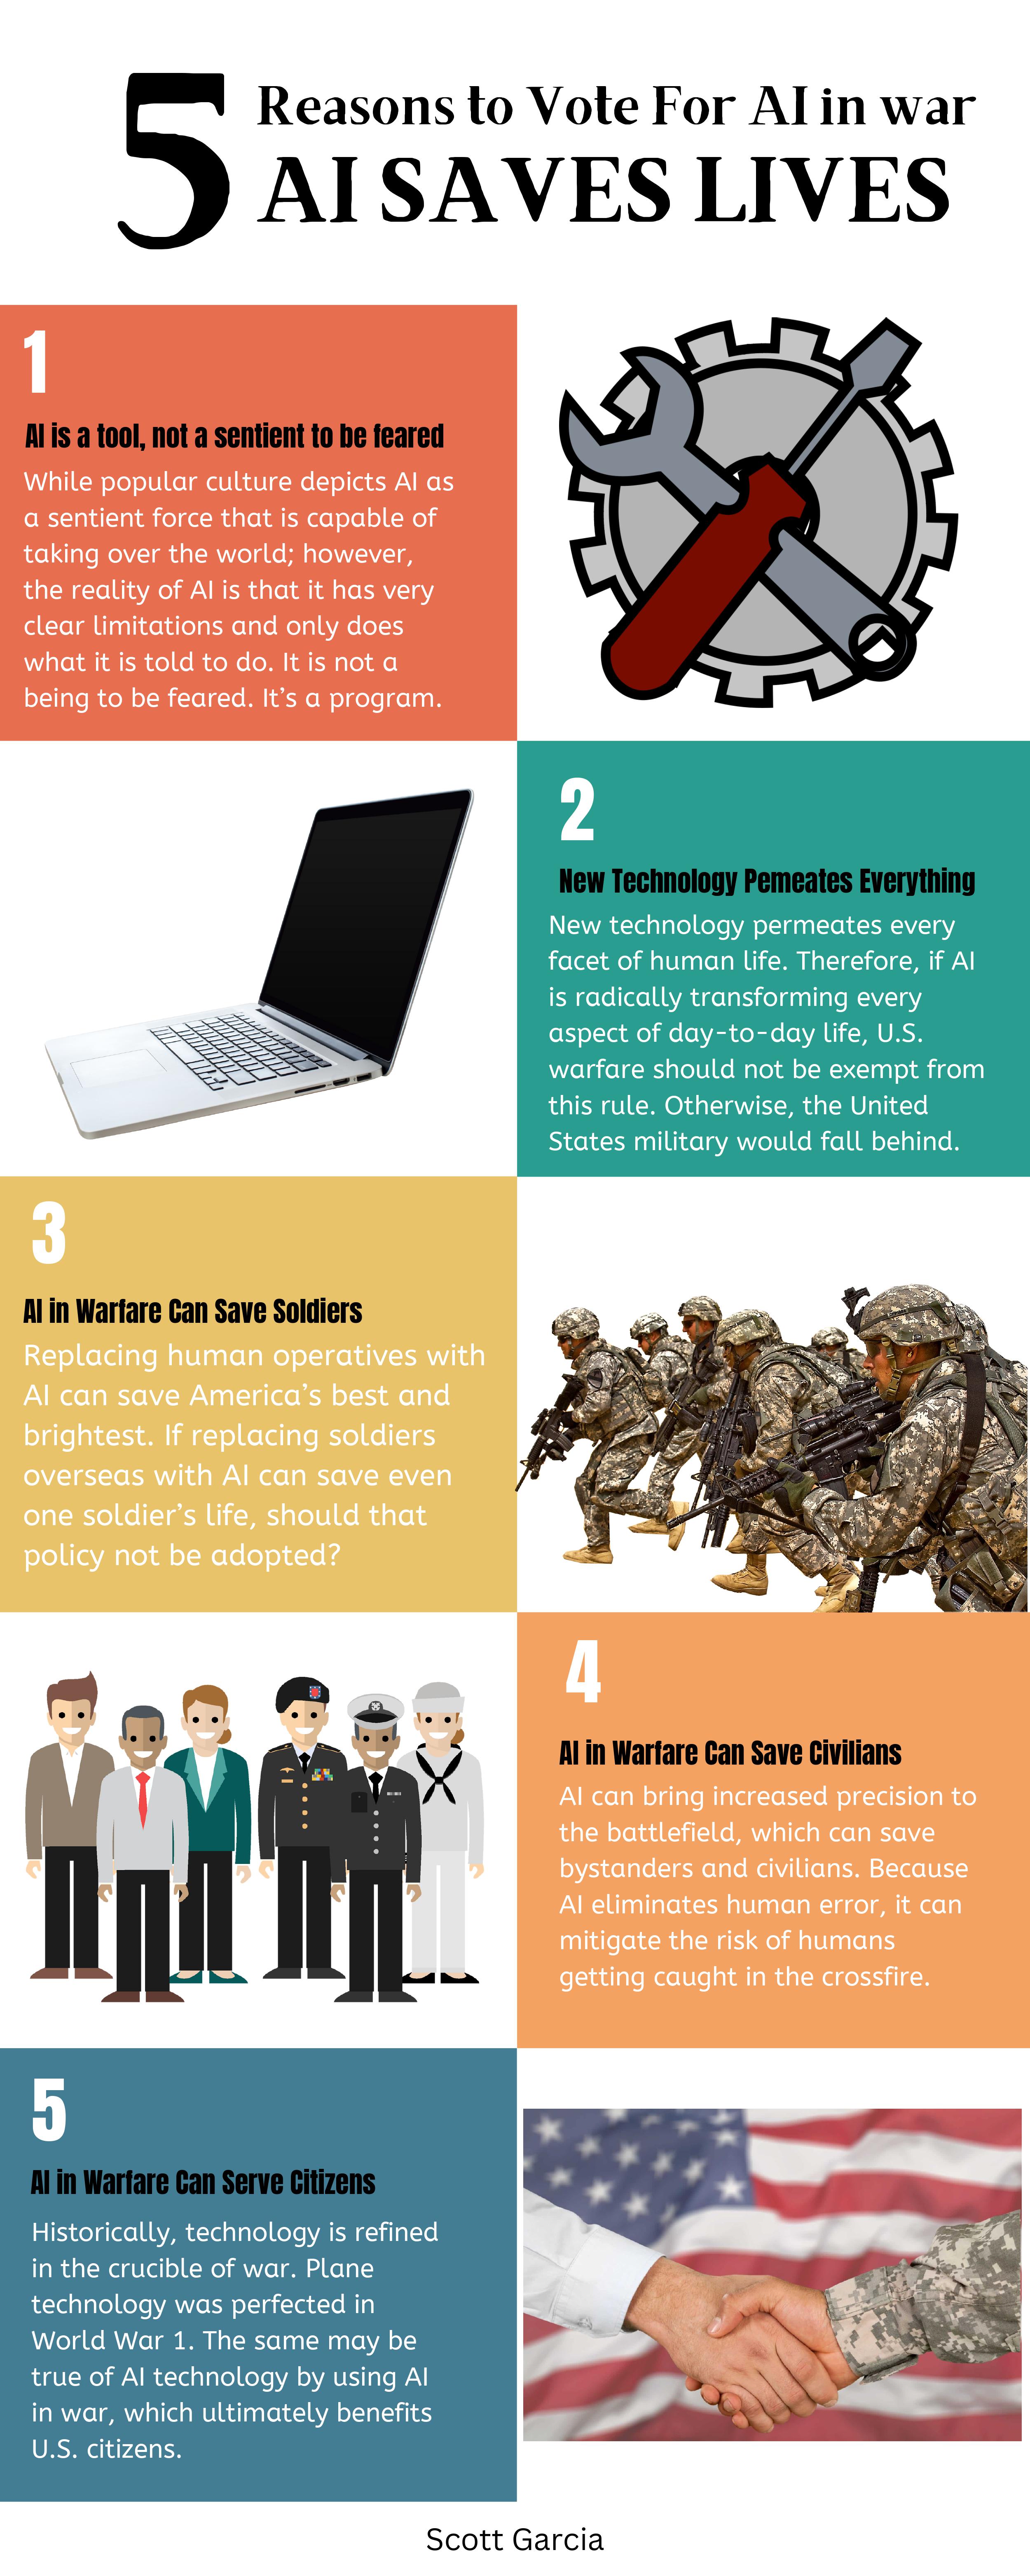 5
Reasons to Vote For AI in war
AI SAVES LIVES
1
AI is a tool, not a sentient to be feared
While popular culture depicts AI as
a sentient force that is capable of
taking over the world; however,
the reality of AI is that it has very
clear limitations and only does
what it is told to do. It is not a
being to be feared. It's a program.
2
New Technology Pemeates Everything
New technology permeates every
facet of human life. Therefore, if AI
is radically transforming every
aspect of day-to-day life, U.S.
warfare should not be exempt from
this rule. Otherwise, the United
States military would fall behind.
3
AI in Warfare Can Save Soldiers
Replacing human operatives with
AI can save America's best and
brightest. If replacing soldiers
overseas with AI can save even
one soldier's life, should that
policy not be adopted?
4
AI in Warfare Can Save Civilians
AI can bring increased precision to
the battlefield, which can save
bystanders and civilians. Because
AI eliminates human error, it can
mitigate the risk of humans
getting caught in the crossfire.
5
AI in Warfare Can Serve Citizens
Historically, technology is refined
in the crucible of war. Plane
technology was perfected in
World War 1. The same may be
true of AI technology by using AI
in war, which ultimately benefits
U.S. citizens.
Scott Garcia